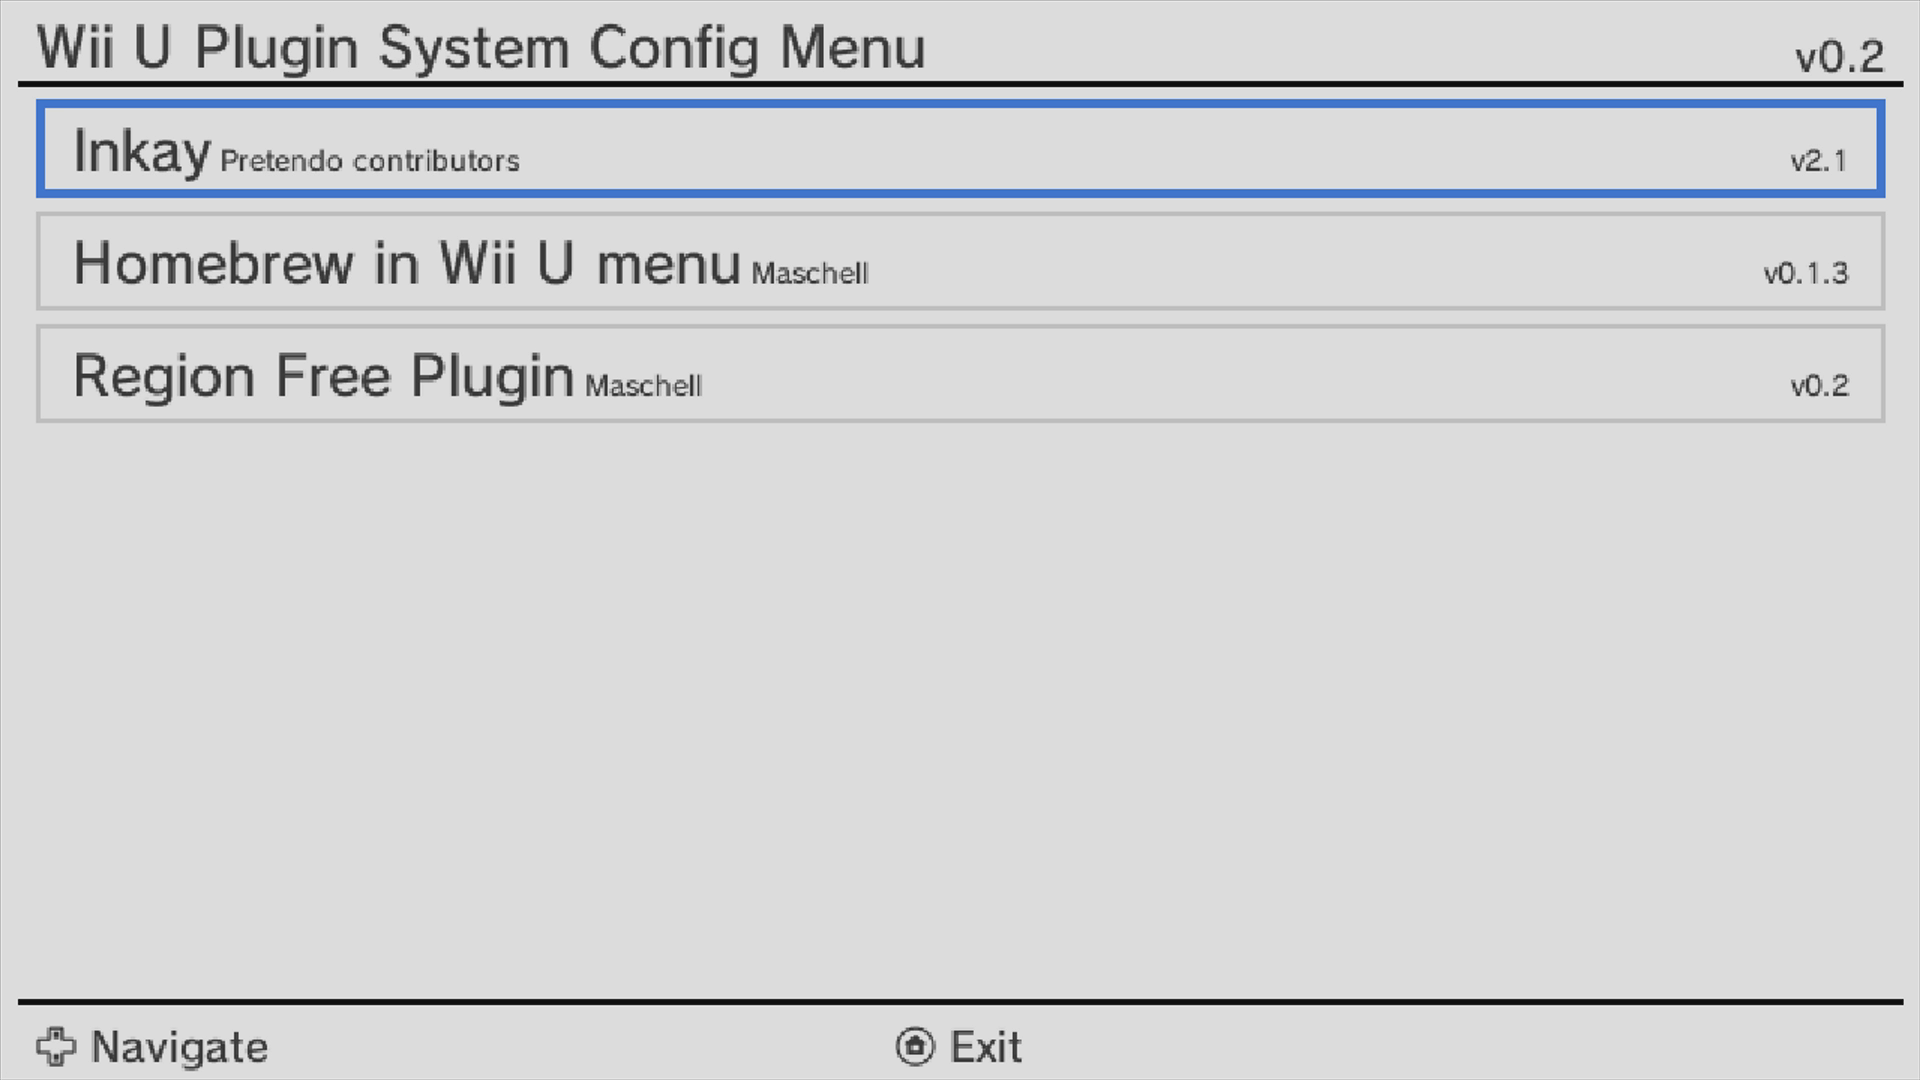 Wii U Plugin System Config Menu v0.2
Inkay Pretendo contributors v2.1
Homebrew in Wii U menu Maschell v0.1.3
Region Free Plugin Maschell v0.2
Navigate Exit